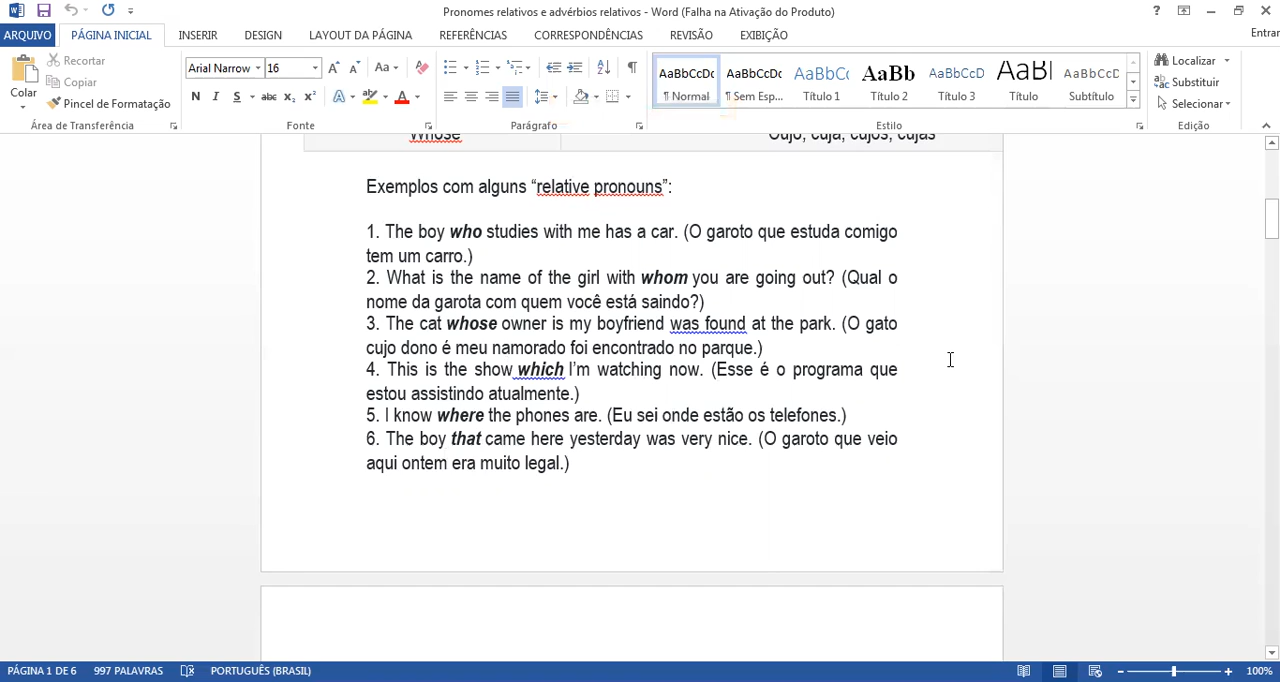 Pronomes relativos e advérbios relativos - Word (Falha na Ativação do Produto)
ARQUIVO PÁGINA INICIAL INSERIR DESIGN LAYOUT DA PÁGINA REFERÊNCIAS CORRESPONDÊNCIAS REVISÃO EXIBIÇÃO Entrar
Colar
Recortar
Copiar
Pincel de Formatação
Área de Transferência
Arial Narrow 16
Fonte
Parágrafo
AaBbCcDc AaBbCcDc AaBbCc AaBb AaBbCcD AaBl AaBbCcD
¶ Normal ¶ Sem Esp... Título 1 Título 2 Título 3 Título Subtítulo
Estilo
Localizar
Substituir
Selecionar
Edição
Whose Cujo, cuja, cujos, cujas
Exemplos com alguns “relative pronouns”:
1. The boy who studies with me has a car. (O garoto que estuda comigo
tem um carro.)
2. What is the name of the girl with whom you are going out? (Qual o
nome da garota com quem você está saindo?)
3. The cat whose owner is my boyfriend was found at the park. (O gato
cujo dono é meu namorado foi encontrado no parque.)
4. This is the show which I’m watching now. (Esse é o programa que
estou assistindo atualmente.)
5. I know where the phones are. (Eu sei onde estão os telefones.)
6. The boy that came here yesterday was very nice. (O garoto que veio
aqui ontem era muito legal.)
PÁGINA 1 DE 6 997 PALAVRAS PORTUGUÊS (BRASIL) 100%